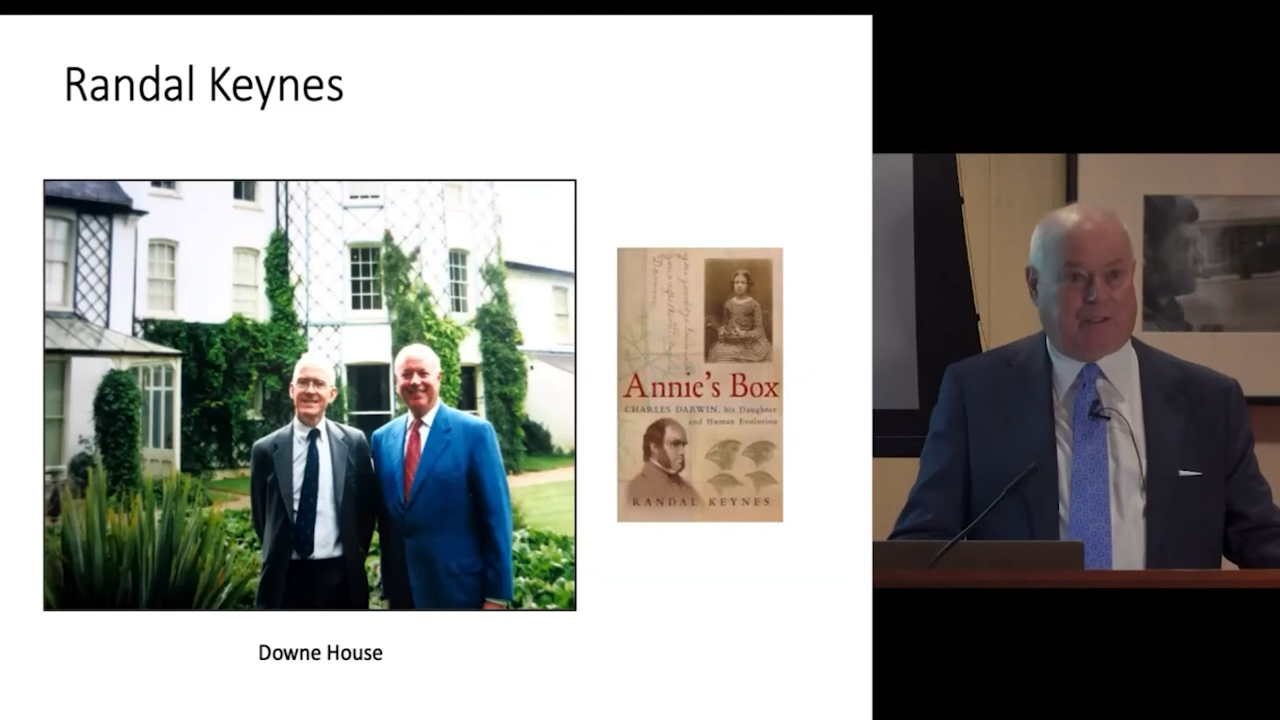 Randal Keynes
Annie's Box
CHARLES DARWIN, his Daughter
and Human Evolution
RANDAL KEYNES
Downe House